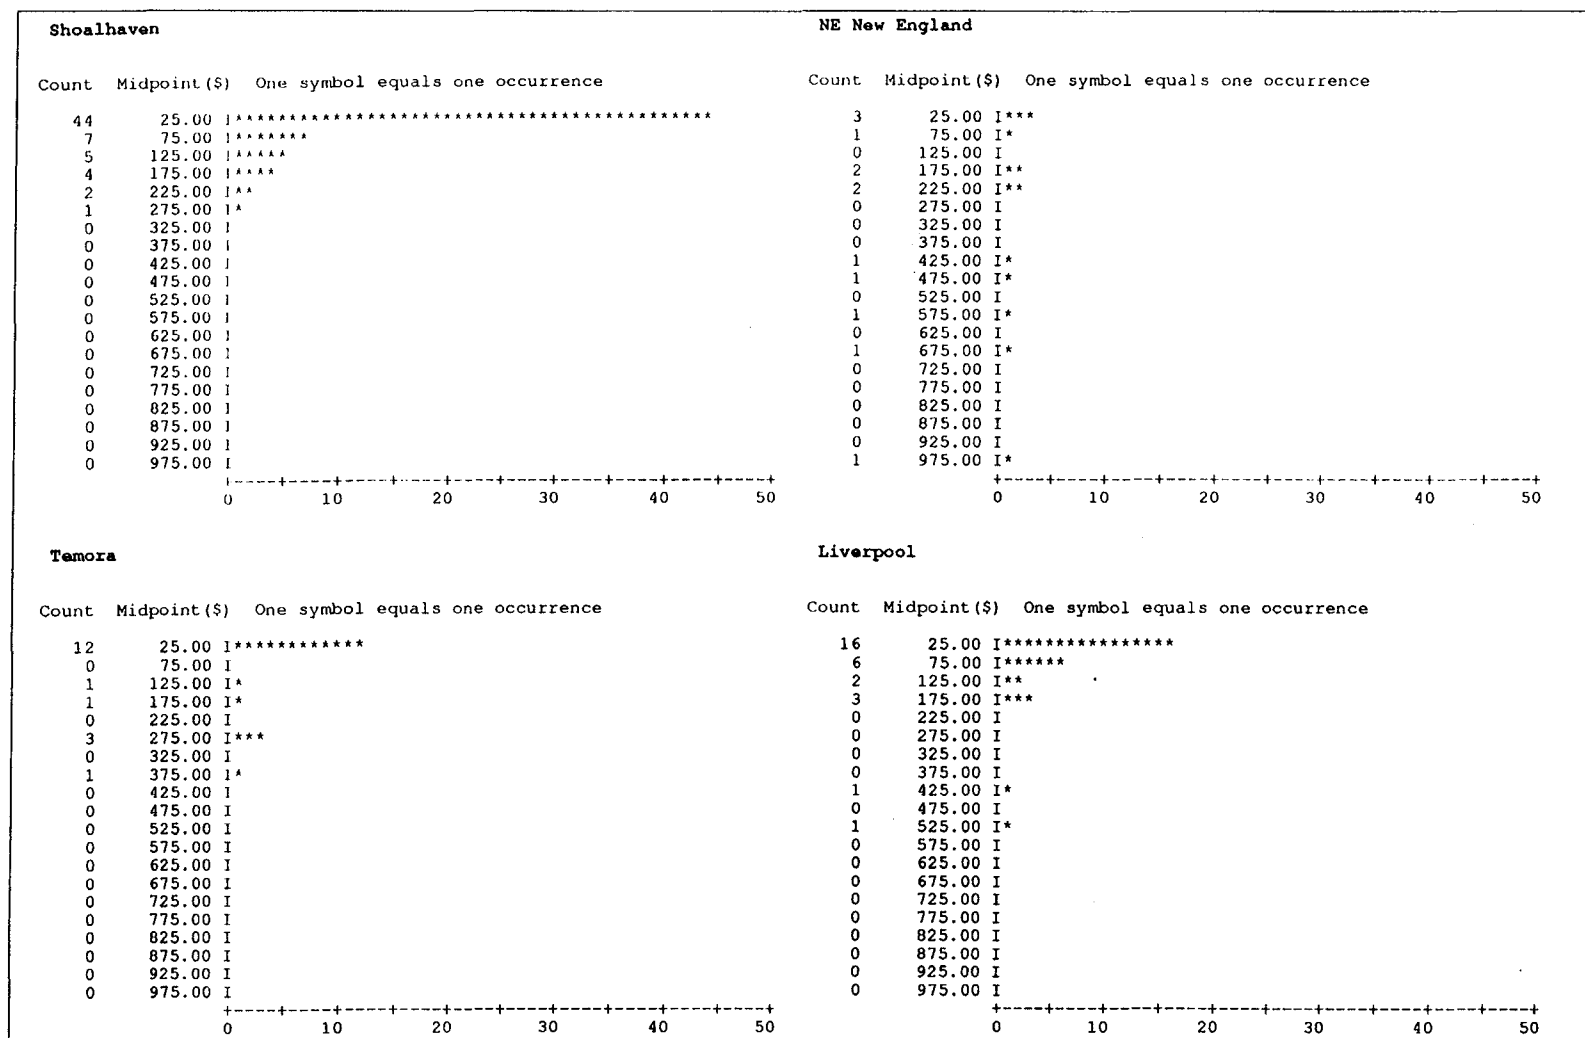 Shoalhaven
Count Midpoint($) One symbol equals one occurrence
44 25.00 I********************************************
7 75.00 I*******
5 125.00 I*****
4 175.00 I****
2 225.00 I**
1 275.00 I*
0 325.00 I
0 375.00 I
0 425.00 I
0 475.00 I
0 525.00 I
0 575.00 I
0 625.00 I
0 675.00 I
0 725.00 I
0 775.00 I
0 825.00 I
0 875.00 I
0 925.00 I
0 975.00 I
I----+----+----+----+----+----+----+----+----+----+
0 10 20 30 40 50
NE New England
Count Midpoint($) One symbol equals one occurrence
3 25.00 I***
1 75.00 I*
0 125.00 I
2 175.00 I**
2 225.00 I**
0 275.00 I
0 325.00 I
0 375.00 I
1 425.00 I*
1 475.00 I*
0 525.00 I
1 575.00 I*
0 625.00 I
1 675.00 I*
0 725.00 I
0 775.00 I
0 825.00 I
0 875.00 I
0 925.00 I
1 975.00 I*
+----+----+----+----+----+----+----+----+----+----+
0 10 20 30 40 50
Temora
Count Midpoint($) One symbol equals one occurrence
12 25.00 I************
0 75.00 I
1 125.00 I*
1 175.00 I*
0 225.00 I
3 275.00 I***
0 325.00 I
1 375.00 I*
0 425.00 I
0 475.00 I
0 525.00 I
0 575.00 I
0 625.00 I
0 675.00 I
0 725.00 I
0 775.00 I
0 825.00 I
0 875.00 I
0 925.00 I
0 975.00 I
+----+----+----+----+----+----+----+----+----+----+
0 10 20 30 40 50
Liverpool
Count Midpoint($) One symbol equals one occurrence
16 25.00 I****************
6 75.00 I******
2 125.00 I**
3 175.00 I***
0 225.00 I
0 275.00 I
0 325.00 I
0 375.00 I
1 425.00 I*
0 475.00 I
1 525.00 I*
0 575.00 I
0 625.00 I
0 675.00 I
0 725.00 I
0 775.00 I
0 825.00 I
0 875.00 I
0 925.00 I
0 975.00 I
+----+----+----+----+----+----+----+----+----+----+
0 10 20 30 40 50